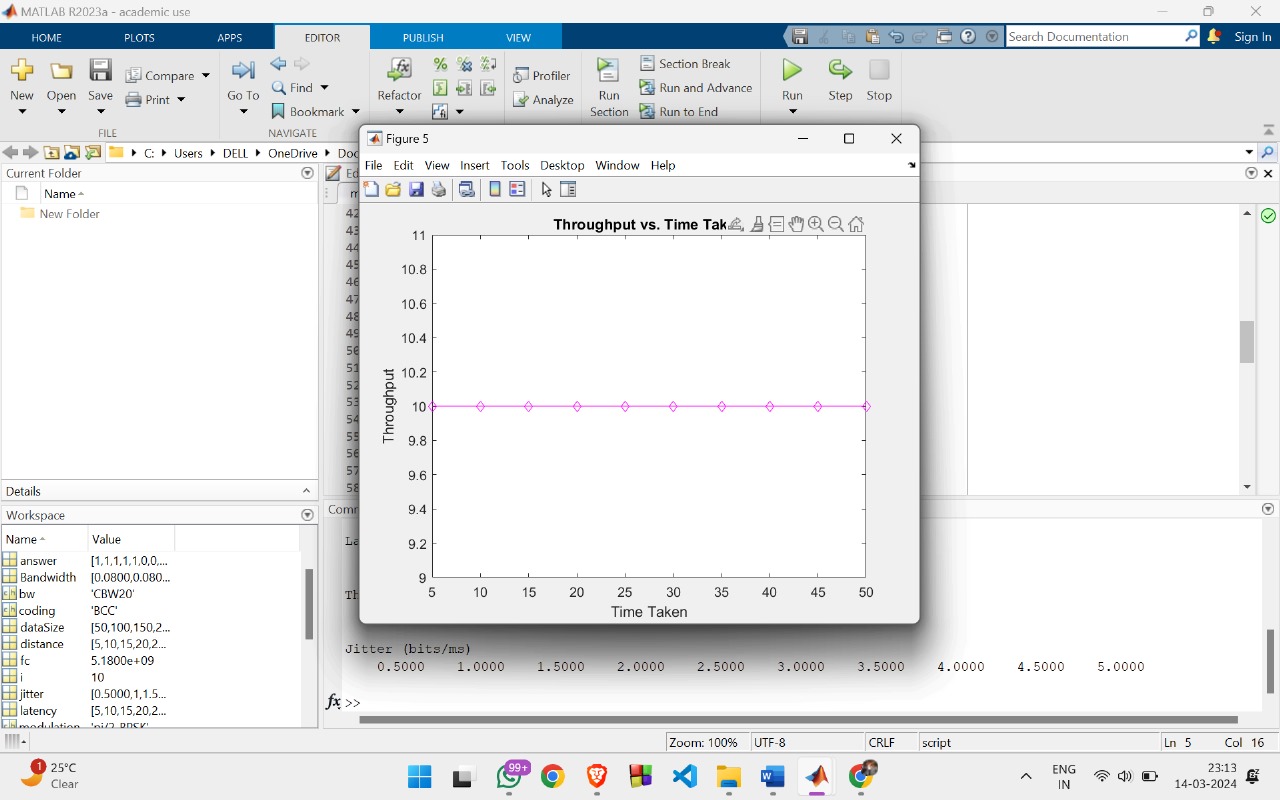 MATLAB R2023a - academic use
HOME PLOTS APPS EDITOR PUBLISH VIEW Search Documentation Sign In
New Open Save Compare Print
Go To Find Bookmark
Refactor
Profiler Analyze
Run Section Section Break Run and Advance Run to End
Run Step Stop
FILE NAVIGATE
C: Users DELL OneDrive
Current Folder
Name
New Folder
Details
Workspace
Name Value
answer [1,1,1,1,1,0,0,...
Bandwidth [0.0800,0.080...
bw 'CBW20'
coding 'BCC'
dataSize [50,100,150,2...
distance [5,10,15,20,2...
fc 5.1800e+09
i 10
jitter [0.5000,1,1.5...
latency [5,10,15,20,2...
modulation 'pi/2-BPSK'
42
43
44
45
46
47
48
49
50
51
52
53
54
55
56
57
58
Figure 5
File Edit View Insert Tools Desktop Window Help
Throughput vs. Time Tak
11
10.8
10.6
10.4
10.2
10
9.8
9.6
9.4
9.2
9
Throughput
5 10 15 20 25 30 35 40 45 50
Time Taken
Jitter (bits/ms)
0.5000 1.0000 1.5000 2.0000 2.5000 3.0000 3.5000 4.0000 4.5000 5.0000
fx >>
Zoom: 100% UTF-8 CRLF script Ln 5 Col 16
1
25°C
Clear
99+
ENG
IN
23:13
14-03-2024